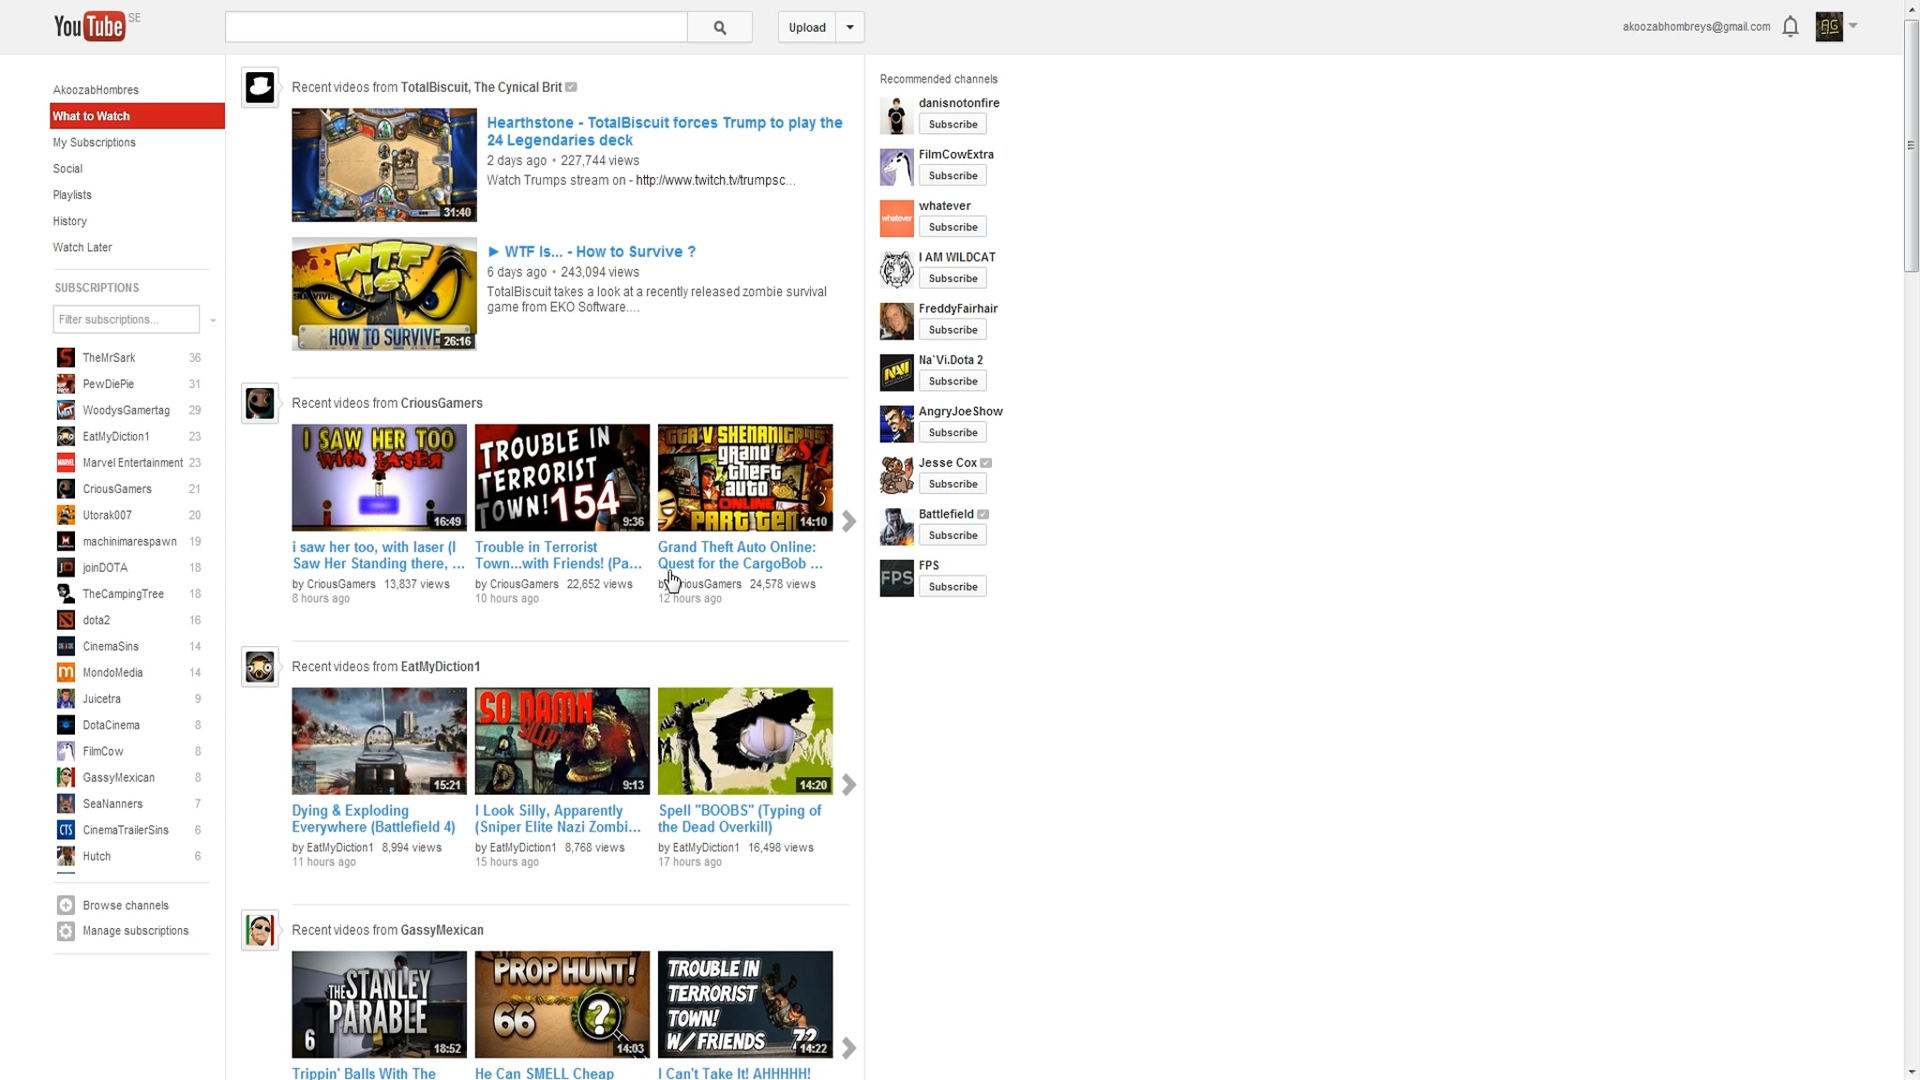 YouTube SE
Upload
akoozabhombreys@gmail.com
AG
AkoozabHombres
What to Watch
My Subscriptions
Social
Playlists
History
Watch Later
SUBSCRIPTIONS
Filter subscriptions...
TheMrSark 36
PewDiePie 31
WoodysGamertag 29
EatMyDiction1 23
MARVEL
Marvel Entertainment 23
CriousGamers 21
Utorak007 20
machinimarespawn 19
joinDOTA 18
TheCampingTree 18
dota2 16
CinemaSins 14
MondoMedia 14
Juicetra 9
DotaCinema 8
FilmCow 8
GassyMexican 8
SeaNanners 7
CTS
CinemaTrailerSins 6
Hutch 6
Browse channels
Manage subscriptions
Recent videos from TotalBiscuit, The Cynical Brit
31:40
Hearthstone - TotalBiscuit forces Trump to play the
24 Legendaries deck
2 days ago • 227,744 views
Watch Trumps stream on - http://www.twitch.tv/trumpsc...
WTF
IS
HOW TO SURVIVE
26:16
► WTF Is... - How to Survive ?
6 days ago • 243,094 views
TotalBiscuit takes a look at a recently released zombie survival
game from EKO Software....
Recent videos from CriousGamers
I SAW HER TOO
With LASER
16:49
i saw her too, with laser (I
Saw Her Standing there, ...
by CriousGamers 13,837 views
8 hours ago
TROUBLE IN
TERRORIST
TOWN! 154
9:36
Trouble in Terrorist
Town...with Friends! (Pa...
by CriousGamers 22,652 views
10 hours ago
GTA V SHENANIGANS
grand
theft
auto
ONLINE
PART TEN
14:10
Grand Theft Auto Online:
Quest for the CargoBob ...
by CriousGamers 24,578 views
12 hours ago
Recent videos from EatMyDiction1
15:21
Dying & Exploding
Everywhere (Battlefield 4)
by EatMyDiction1 8,994 views
11 hours ago
SO DAMN
SILLY
9:13
I Look Silly, Apparently
(Sniper Elite Nazi Zombi...
by EatMyDiction1 8,768 views
15 hours ago
14:20
Spell "BOOBS" (Typing of
the Dead Overkill)
by EatMyDiction1 16,498 views
17 hours ago
Recent videos from GassyMexican
THE STANLEY
PARABLE
6
18:52
Trippin' Balls With The
PROP HUNT!
66
?
14:03
He Can SMELL Cheap
TROUBLE IN
TERRORIST
TOWN!
W/ FRIENDS 72
14:22
I Can't Take It! AHHHHH!
Recommended channels
danisnotonfire
Subscribe
FilmCowExtra
Subscribe
whatever
whatever
Subscribe
I AM WILDCAT
Subscribe
FreddyFairhair
Subscribe
NAVI
Na`Vi.Dota 2
Subscribe
AngryJoeShow
Subscribe
Jesse Cox
Subscribe
Battlefield
Subscribe
FPS
FPS
Subscribe